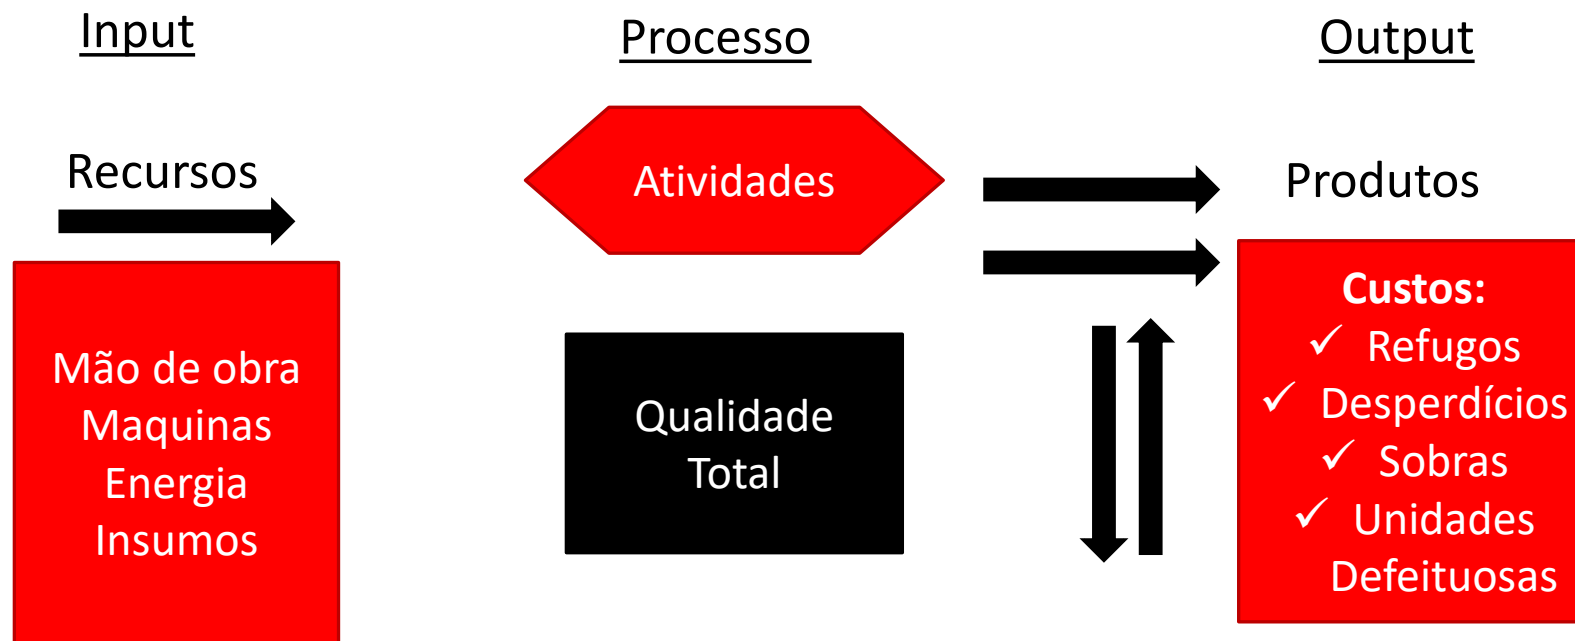 Input
Processo
Output
Recursos
Atividades
Produtos
Mão de obra
Maquinas
Energia
Insumos
Qualidade
Total
Custos:
✓ Refugos
✓ Desperdícios
✓ Sobras
✓ Unidades
Defeituosas